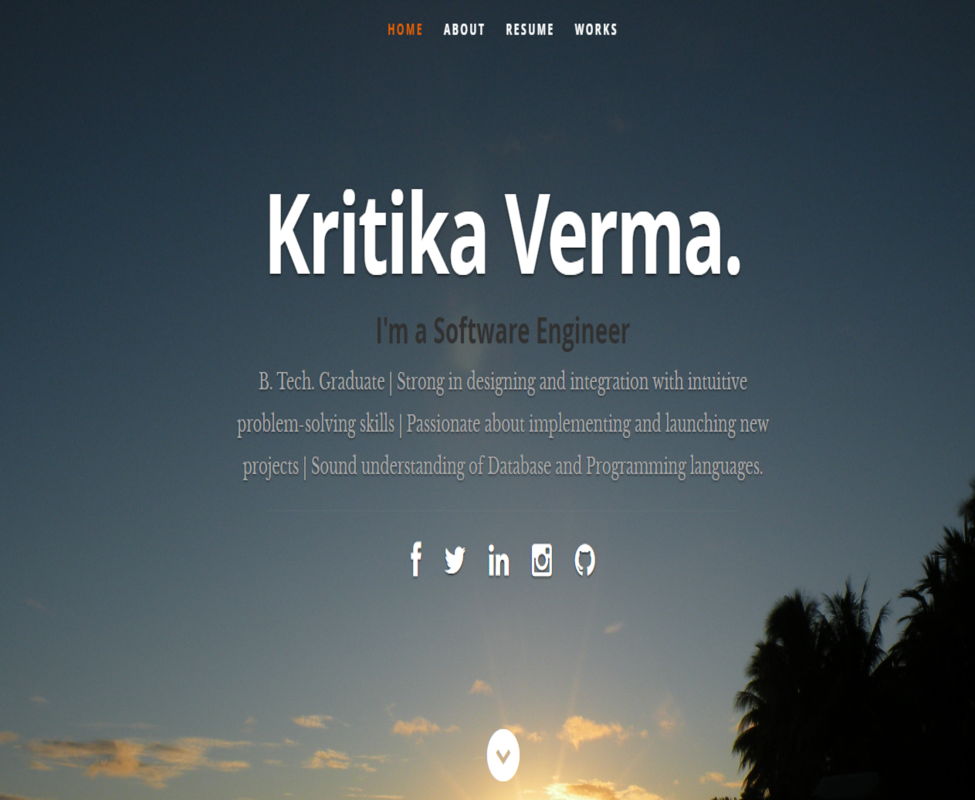 HOME ABOUT RESUME WORKS
Kritika Verma.
I'm a Software Engineer
B. Tech. Graduate | Strong in designing and integration with intuitive
problem-solving skills | Passionate about implementing and launching new
projects | Sound understanding of Database and Programming languages.